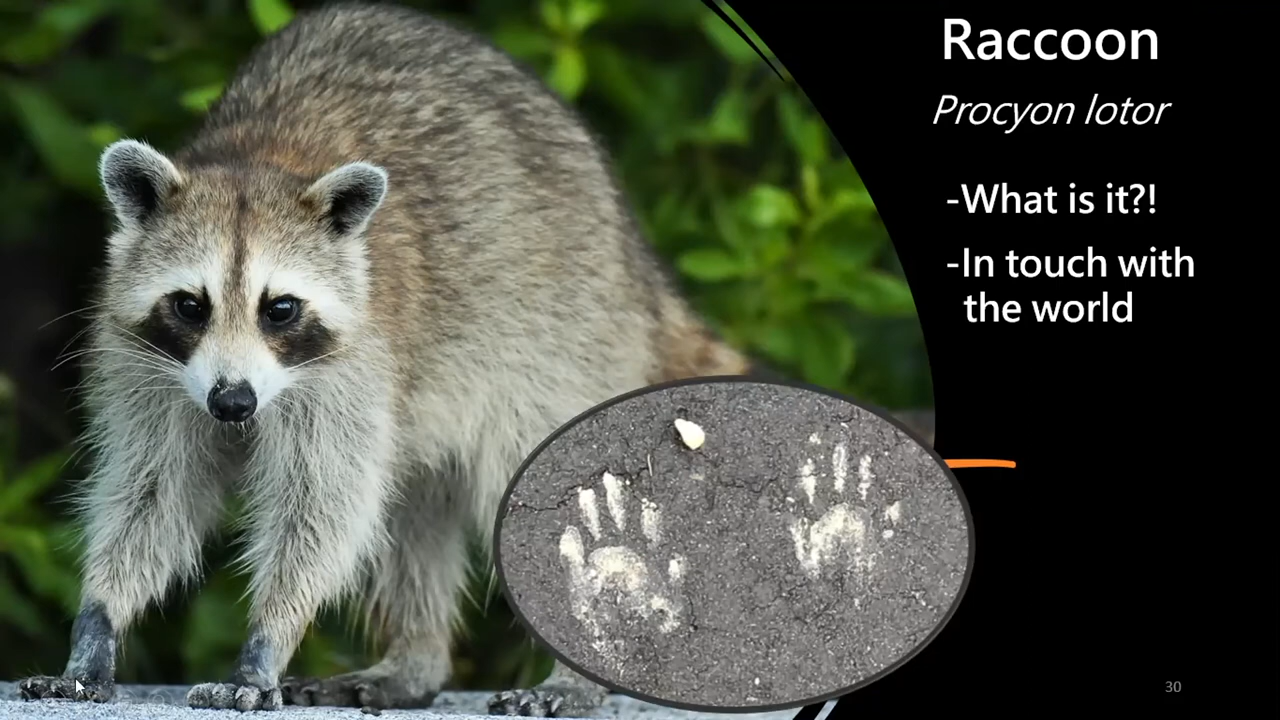 Raccoon
Procyon lotor
-What is it?!
-In touch with
the world
30